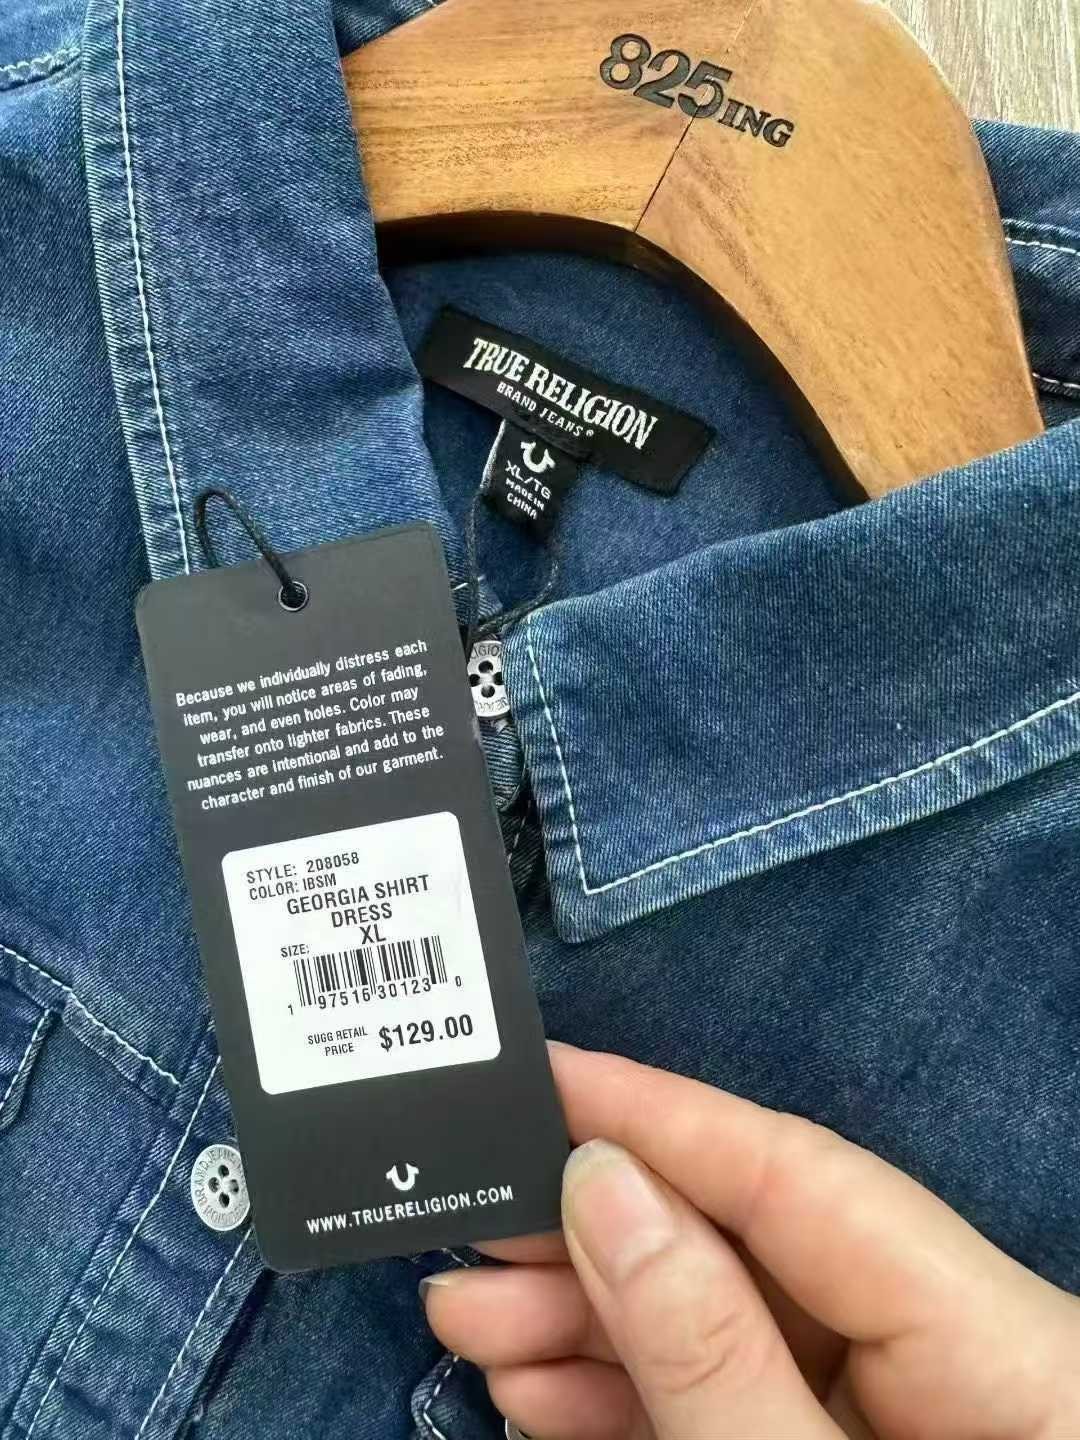 825ING
TRUE RELIGION
BRAND JEANS®
XL/TG
MADE IN
CHINA
Because we individually distress each
item, you will notice areas of fading,
wear, and even holes. Color may
transfer onto lighter fabrics. These
nuances are intentional and add to the
character and finish of our garment.
STYLE: 208058
COLOR: IBSM
GEORGIA SHIRT
DRESS
SIZE: XL
1 97516 30123 0
SUGG RETAIL
PRICE $129.00
WWW.TRUERELIGION.COM